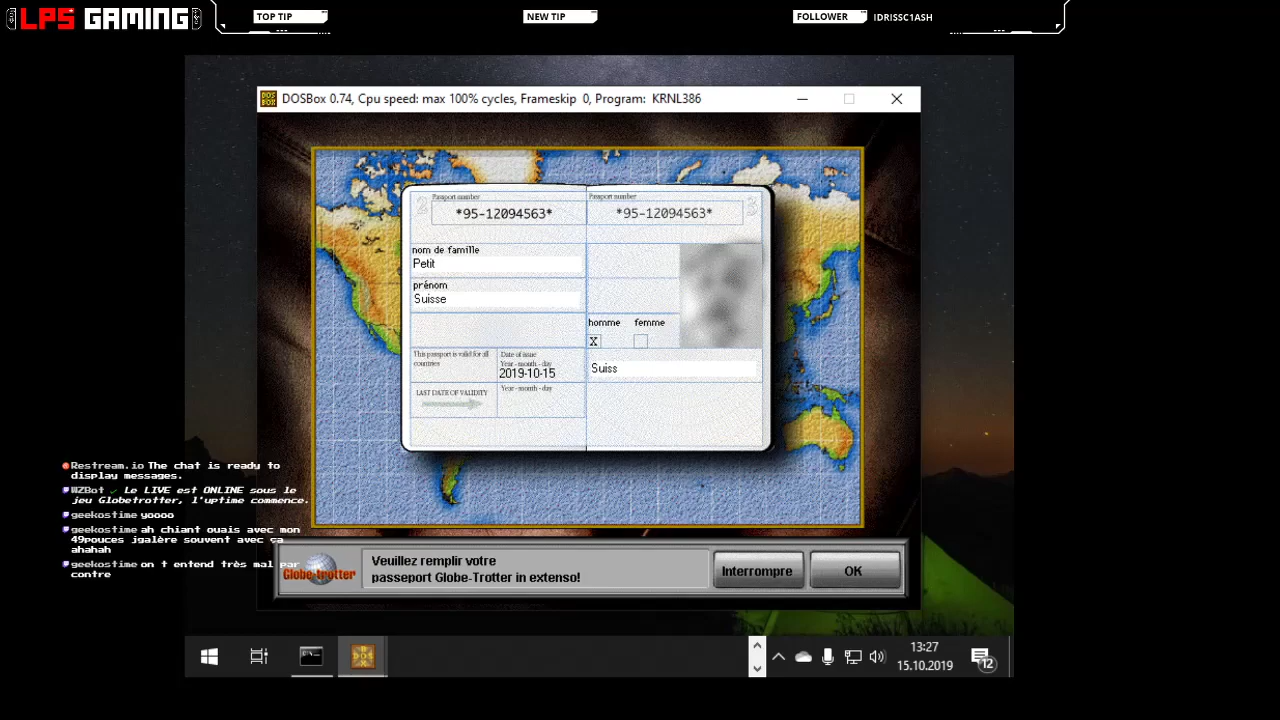 LPS GAMING
TOP TIP
NEW TIP
FOLLOWER
IDRISSC1ASH
DOSBox 0.74, Cpu speed: max 100% cycles, Frameskip 0, Program: KRNL386
Passport number
*95-12094563*
Passport number
*95-12094563*
nom de famille
Petit
prénom
Suisse
homme
femme
X
This passport is valid for all
countries
Date of issue
Year - month - day
2019-10-15
Suiss
LAST DATE OF VALIDITY
Year - month - day
Restream.io The chat is ready to
display messages.
WZBot Le LIVE est ONLINE sous le
jeu Globetrotter, l'uptime commence.
geekostime yoooo
geekostime ah chiant ouais avec mon
49pouces jgalère souvent avec ça
ahahah
geekostime on t entend très mal par
contre
Globe-trotter
Veuillez remplir votre
passeport Globe-Trotter in extenso!
Interrompre
OK
13:27
15.10.2019
12